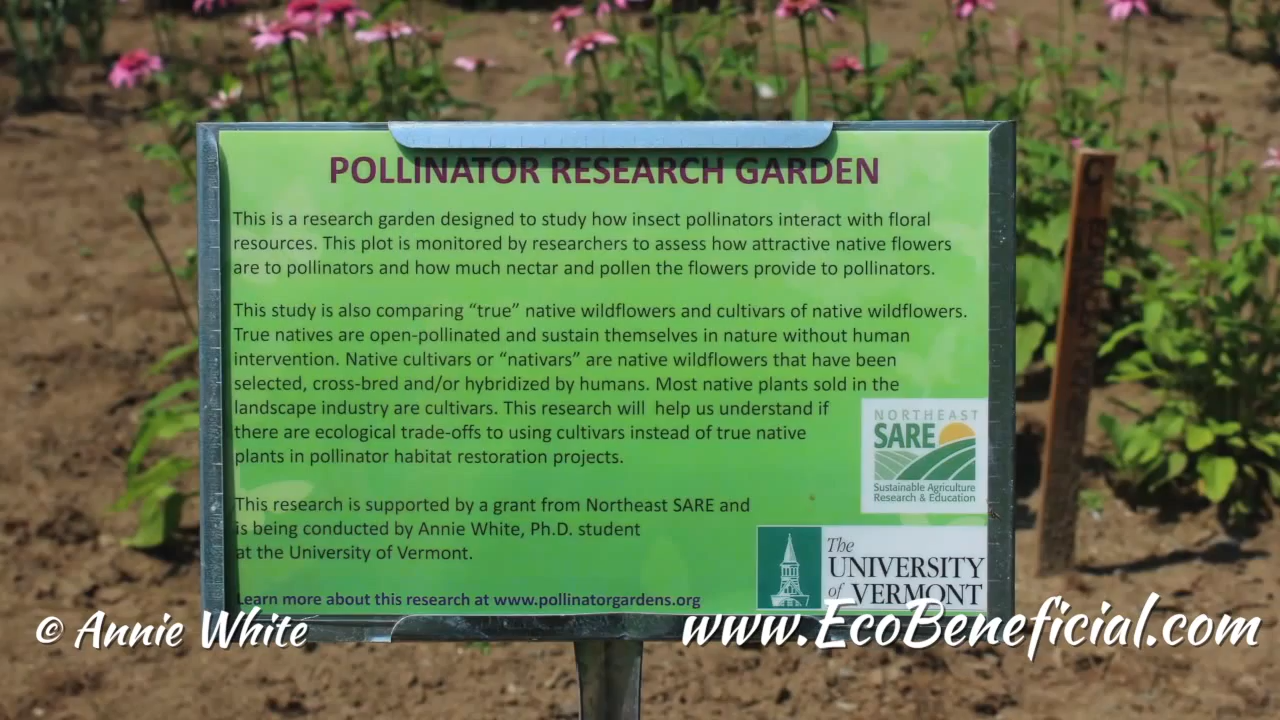 POLLINATOR RESEARCH GARDEN
This is a research garden designed to study how insect pollinators interact with floral
resources. This plot is monitored by researchers to assess how attractive native flowers
are to pollinators and how much nectar and pollen the flowers provide to pollinators.
This study is also comparing “true” native wildflowers and cultivars of native wildflowers.
True natives are open-pollinated and sustain themselves in nature without human
intervention. Native cultivars or “nativars” are native wildflowers that have been
selected, cross-bred and/or hybridized by humans. Most native plants sold in the
landscape industry are cultivars. This research will help us understand if
there are ecological trade-offs to using cultivars instead of true native
plants in pollinator habitat restoration projects.
NORTHEAST
SARE
Sustainable Agriculture
Research & Education
This research is supported by a grant from Northeast SARE and
is being conducted by Annie White, Ph.D. student
at the University of Vermont.
The
UNIVERSITY
of VERMONT
Learn more about this research at www.pollinatorgardens.org
© Annie White
www.EcoBeneficial.com